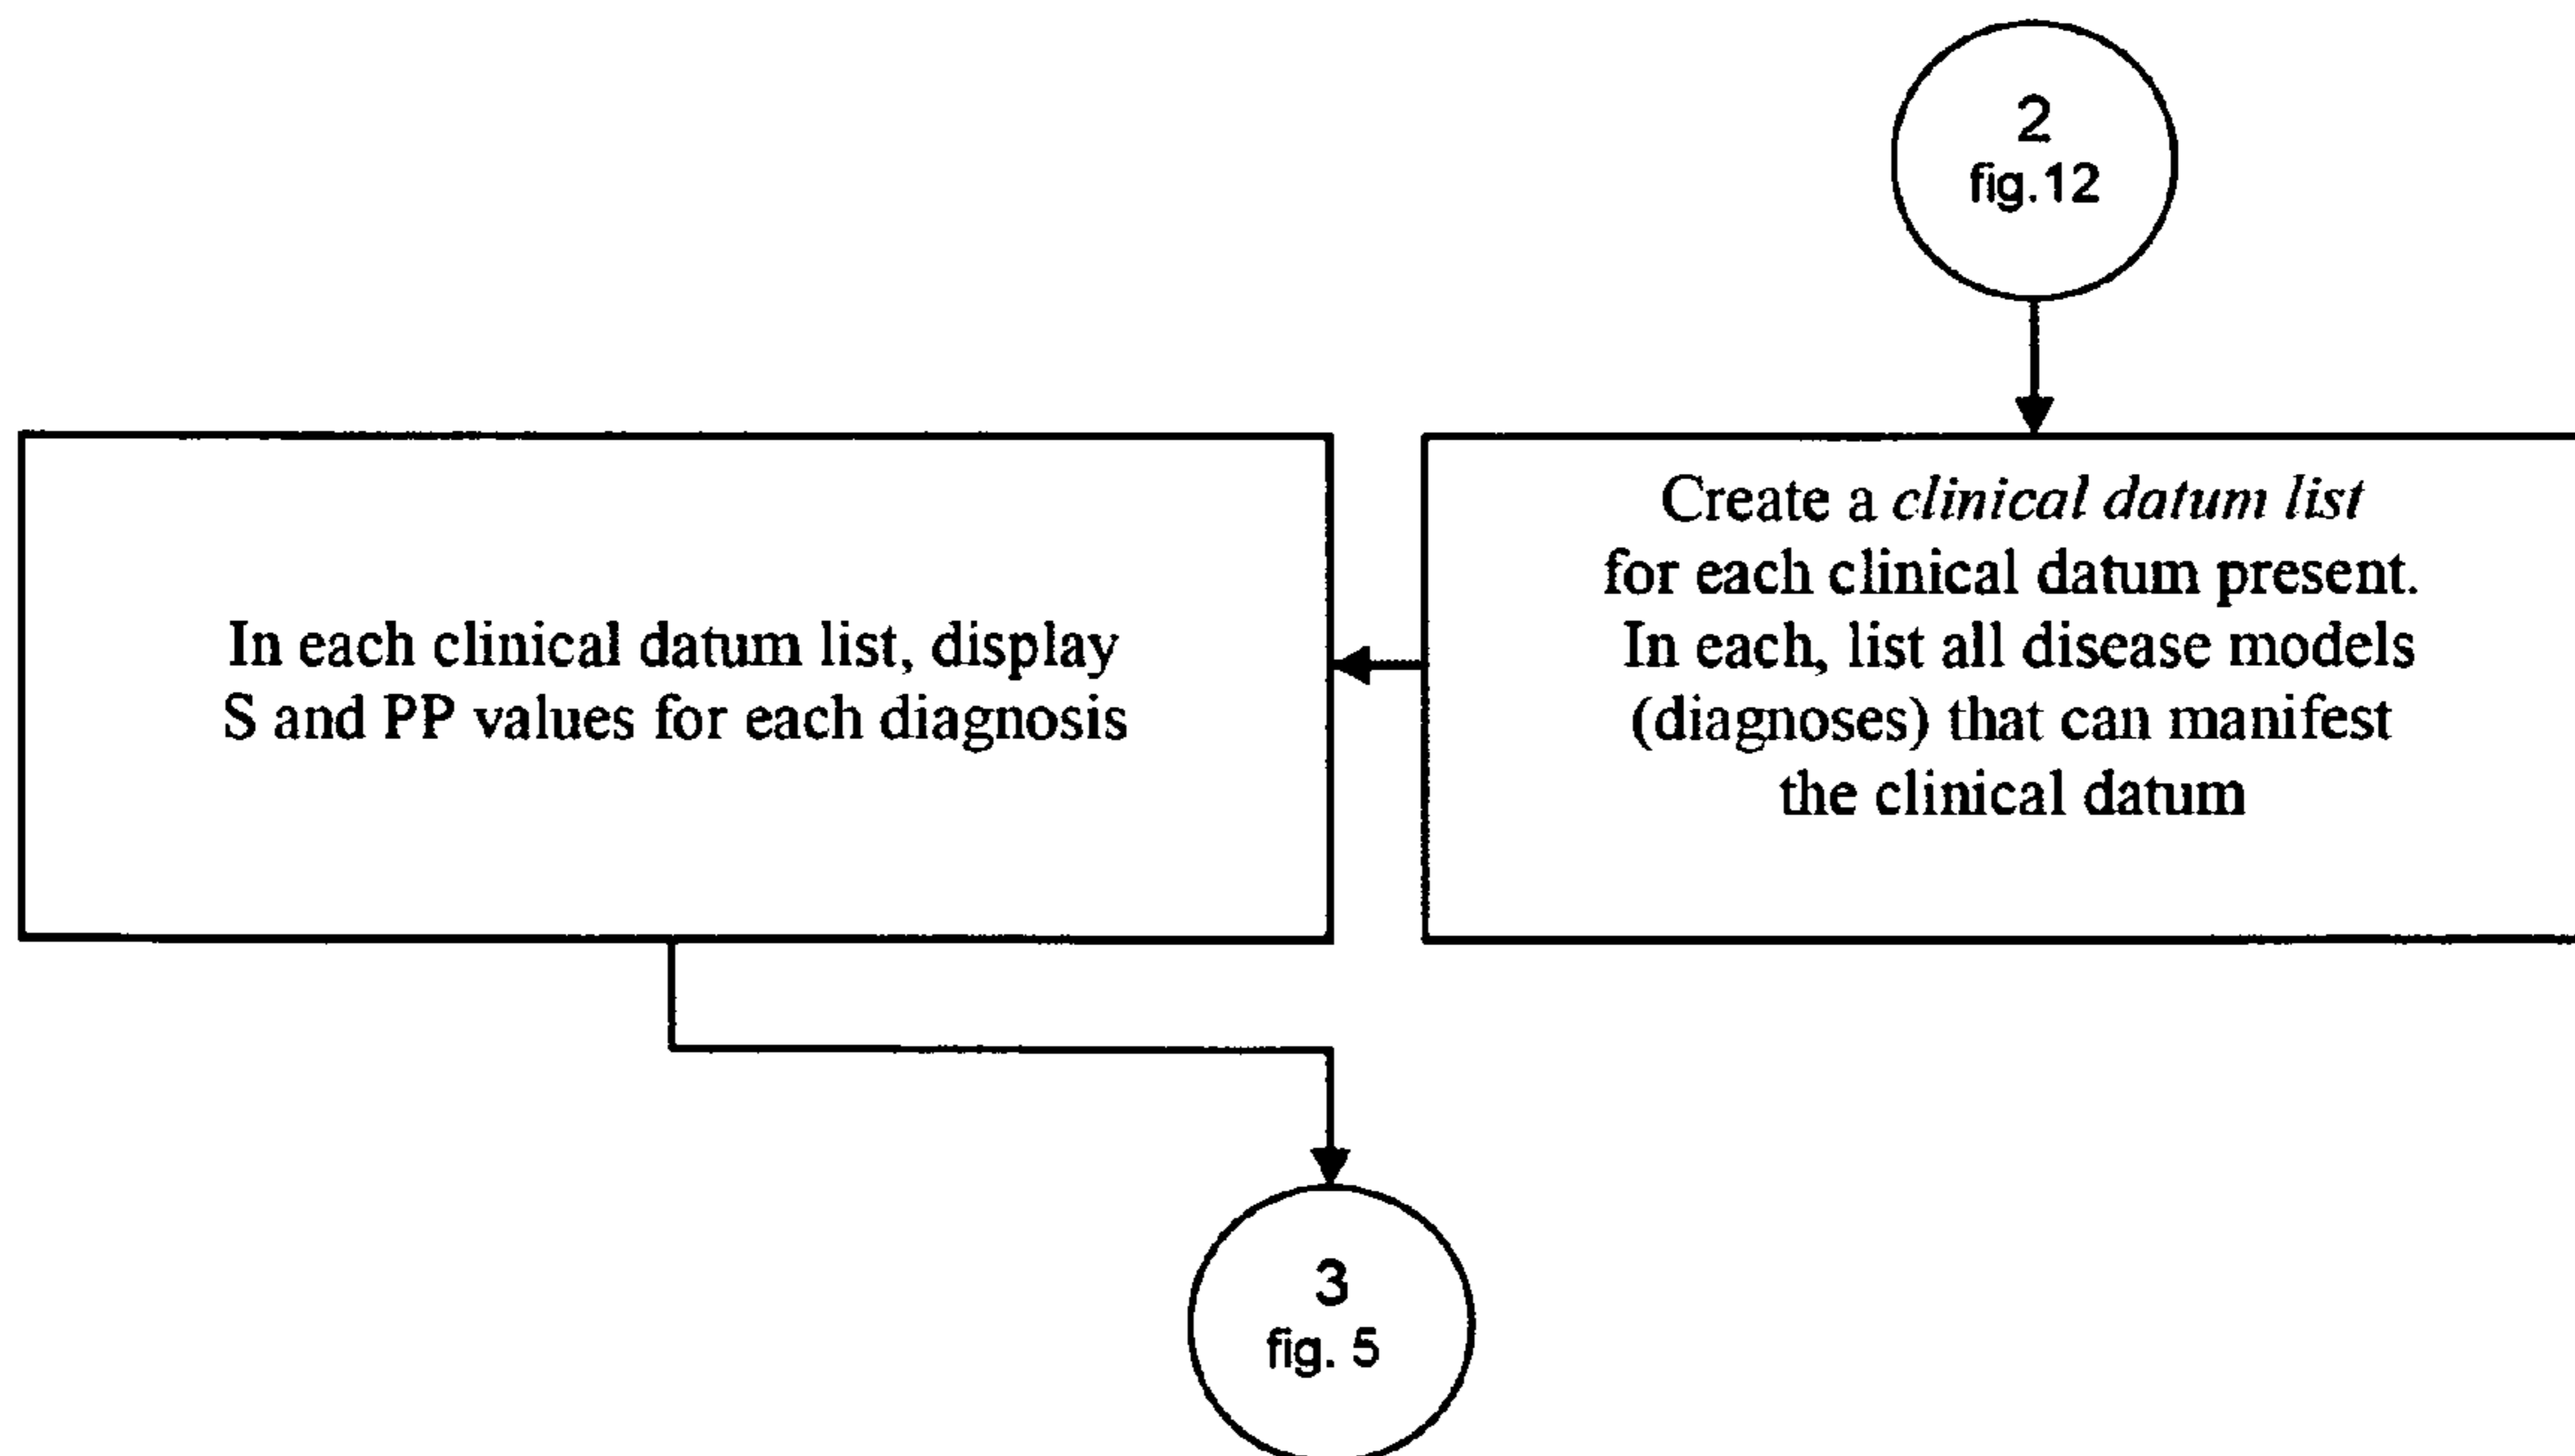 2
fig.12
Create a clinical datum list
for each clinical datum present.
In each, list all disease models
(diagnoses) that can manifest
the clinical datum
In each clinical datum list, display
S and PP values for each diagnosis
3
fig. 5